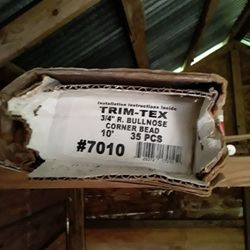 Installation Instructions Inside
TRIM-TEX
3/4" R. BULLNOSE
CORNER BEAD
10' 35 PCS
#7010